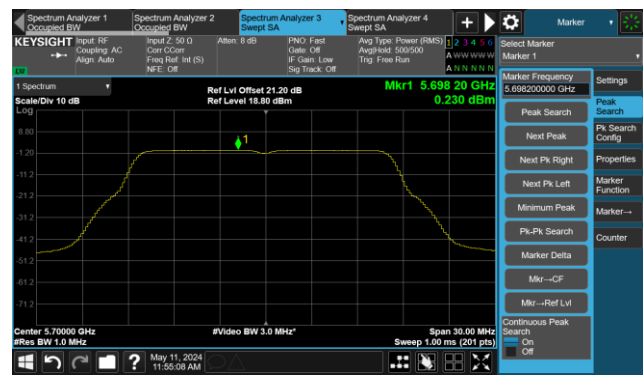 Spectrum Analyzer 1
Occupied BW
Spectrum Analyzer 2
Occupied BW
Spectrum Analyzer 3
Swept SA
Spectrum Analyzer 4
Swept SA
+
Marker
KEYSIGHT
Input: RF
Coupling: AC
Align: Auto
Input Z: 50 Ω
Corr CCorr
Freq Ref: Int (S)
NFE: Off
Atten: 8 dB
PNO: Fast
Gate: Off
IF Gain: Low
Sig Track: Off
Avg Type: Power (RMS)
Avg|Hold: 500/500
Trig: Free Run
1 2 3 4 5 6
A W W W W W
A N N N N N
LXI
Select Marker
Marker 1
1 Spectrum
Scale/Div 10 dB
Log
Ref Lvl Offset 21.20 dB
Ref Level 18.80 dBm
Mkr1 5.698 20 GHz
0.230 dBm
8.80
-1.20
-11.2
-21.2
-31.2
-41.2
-51.2
-61.2
-71.2
1
Center 5.70000 GHz
#Res BW 1.0 MHz
#Video BW 3.0 MHz*
Span 30.00 MHz
Sweep 1.00 ms (201 pts)
Marker Frequency
5.698200000 GHz
Peak Search
Next Peak
Next Pk Right
Next Pk Left
Minimum Peak
Pk-Pk Search
Marker Delta
Mkr→CF
Mkr→Ref Lvl
Continuous Peak
Search
On
Off
Settings
Peak
Search
Pk Search
Config
Properties
Marker
Function
Marker→
Counter
?
May 11, 2024
11:55:08 AM